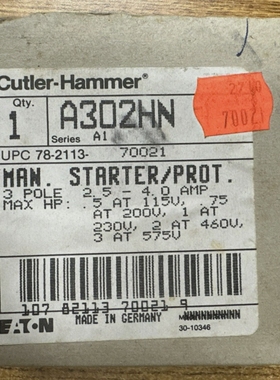 Cutler-Hammer®
Qty.
1
A302HN
Series A1
22
70021
UPC 78-2113- 70021
MAN. STARTER/PROT.
3 POLE 2.5 - 4.0 AMP
MAX HP: .5 AT 115V, .75
AT 200V, 1 AT
230V, 2 AT 460V,
3 AT 575V
107 82113 70021 9
EATON
MADE IN GERMANY
30-10346